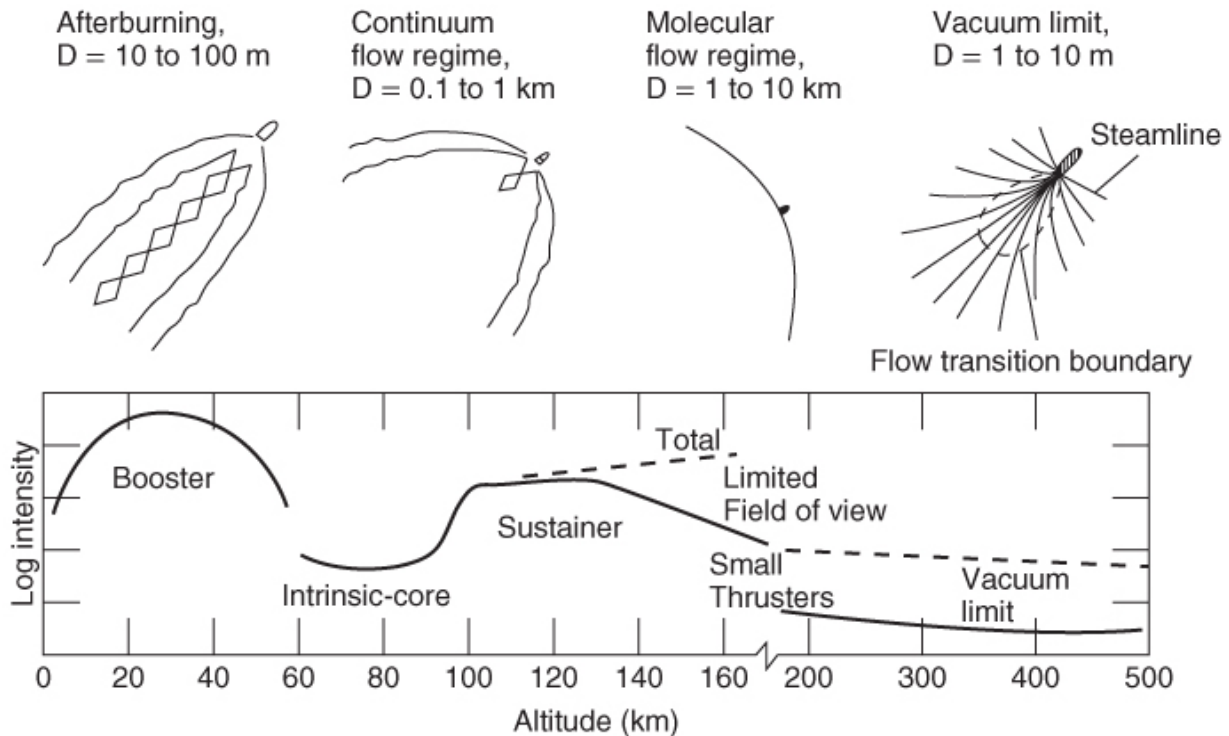 Afterburning,
D = 10 to 100 m
Continuum
flow regime,
D = 0.1 to 1 km
Molecular
flow regime,
D = 1 to 10 km
Vacuum limit,
D = 1 to 10 m
Steamline
Flow transition boundary
Log intensity
Booster
Intrinsic-core
Sustainer
Total
Limited
Field of view
Small
Thrusters
Vacuum
limit
0 20 40 60 80 100 120 140 160 200 300 400 500
Altitude (km)